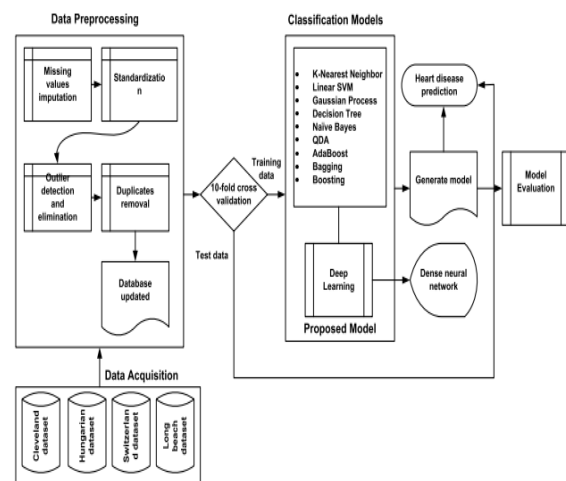 Data Preprocessing
Missing
values
imputation
Standardizatio
n
Outlier
detection
and
elimination
Duplicates
removal
Database
updated
Data Acquisition
Cleveland
dataset
Hungarian
dataset
Switzerlan
d dataset
Long
beach
dataset
10-fold cross
validation
Training
data
Test data
Classification Models
• K-Nearest Neighbor
• Linear SVM
• Gaussian Process
• Decision Tree
• Naïve Bayes
• QDA
• AdaBoost
• Bagging
• Boosting
Deep
Learning
Proposed Model
Dense neural
network
Generate model
Heart disease
prediction
Model
Evaluation